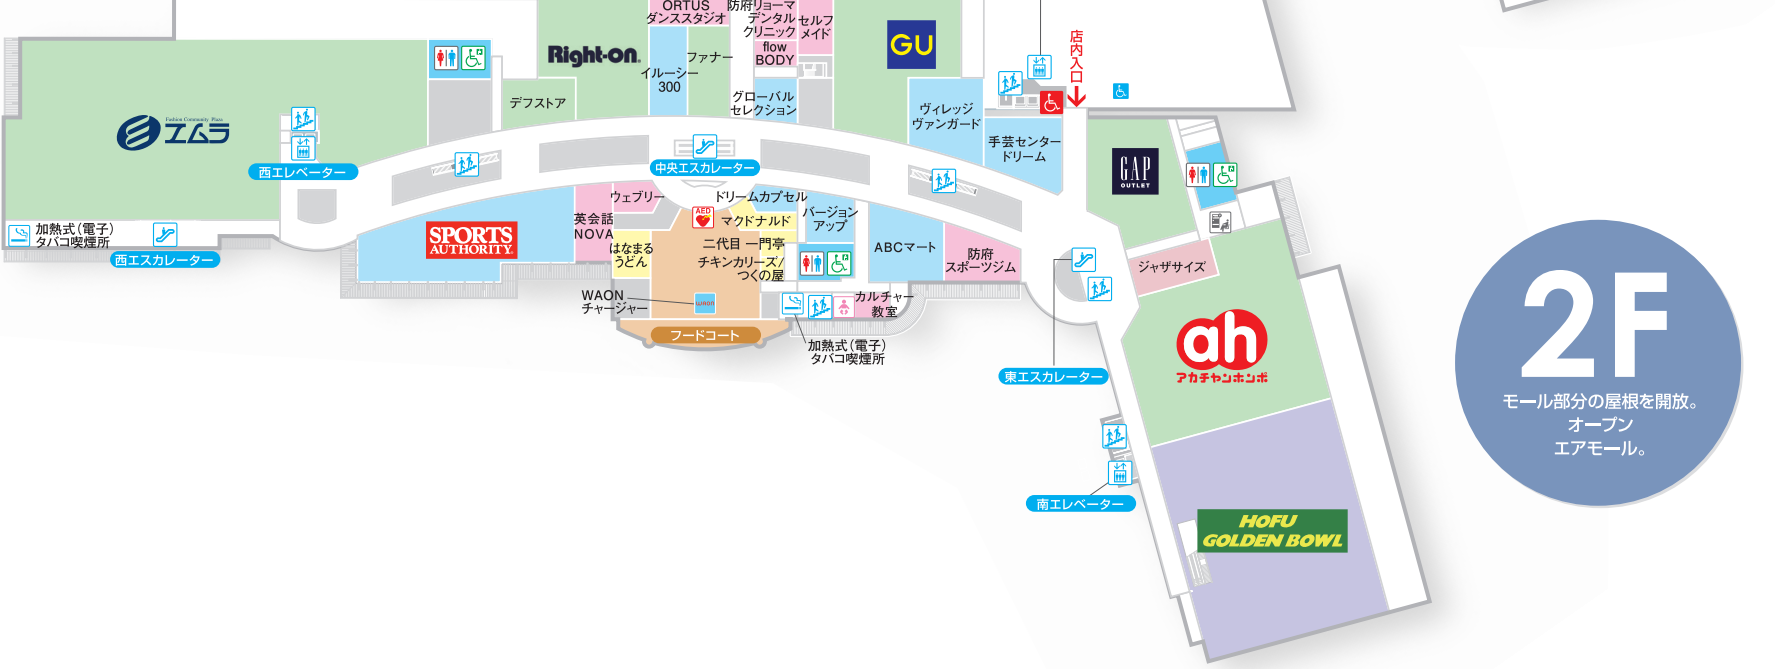 ORTUS
ダンススタジオ
防府リョーマ
デンタル
クリニック
セルフ
メイド
flow
BODY
Right-on.
イルーシー
300
ファナー
GU
店内入口
デフストア
グローバル
セレクション
ヴィレッジ
ヴァンガード
手芸センター
ドリーム
Fashion Community Plaza
エムラ
西エレベーター
中央エスカレーター
GAP
OUTLET
加熱式(電子)
タバコ喫煙所
西エスカレーター
SPORTS
AUTHORITY
英会話
NOVA
ウェブリー
はなまる
うどん
AED
ドリームカプセル
マクドナルド
二代目 一門亭
チキンカリーズ/
つくの屋
バージョン
アップ
ABCマート
防府
スポーツジム
ジャザサイズ
WAON
チャージャー
WAON
カルチャー
教室
フードコート
加熱式(電子)
タバコ喫煙所
東エスカレーター
ah
アカチャンホンポ
南エレベーター
HOFU
GOLDEN BOWL
2F
モール部分の屋根を開放。
オープン
エアモール。